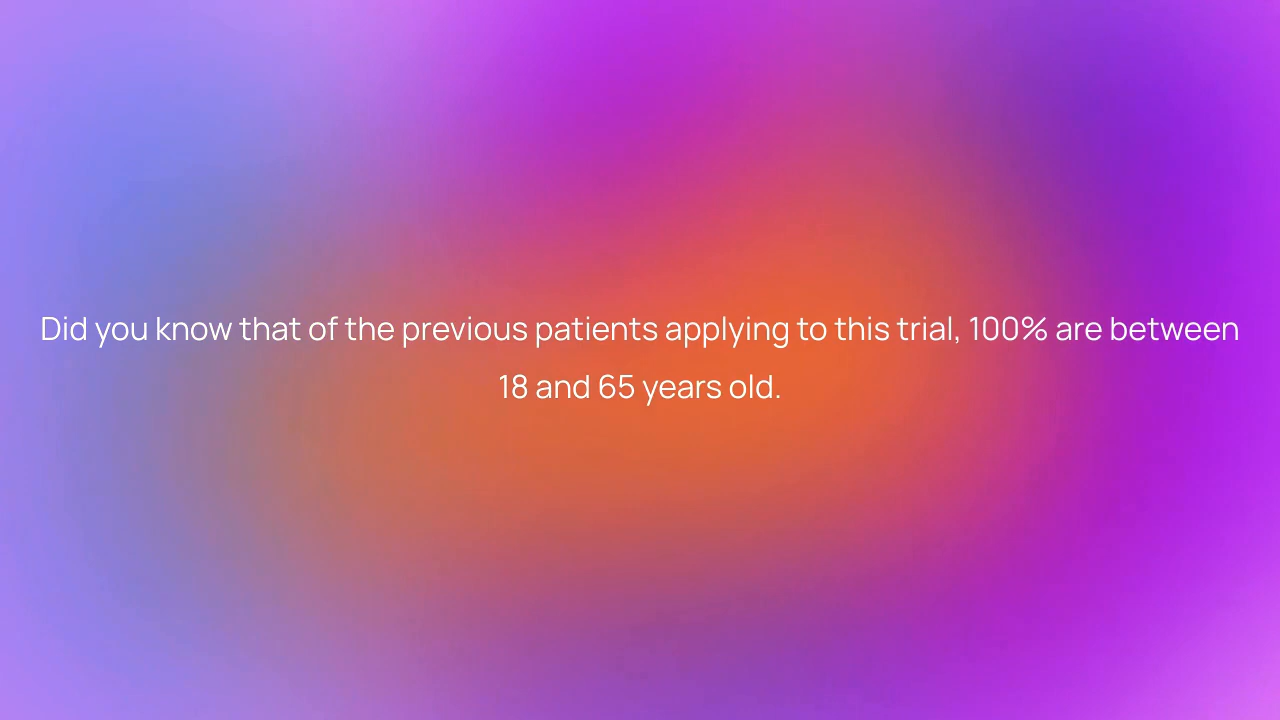 Did you know that of the previous patients applying to this trial, 100% are between
18 and 65 years old.